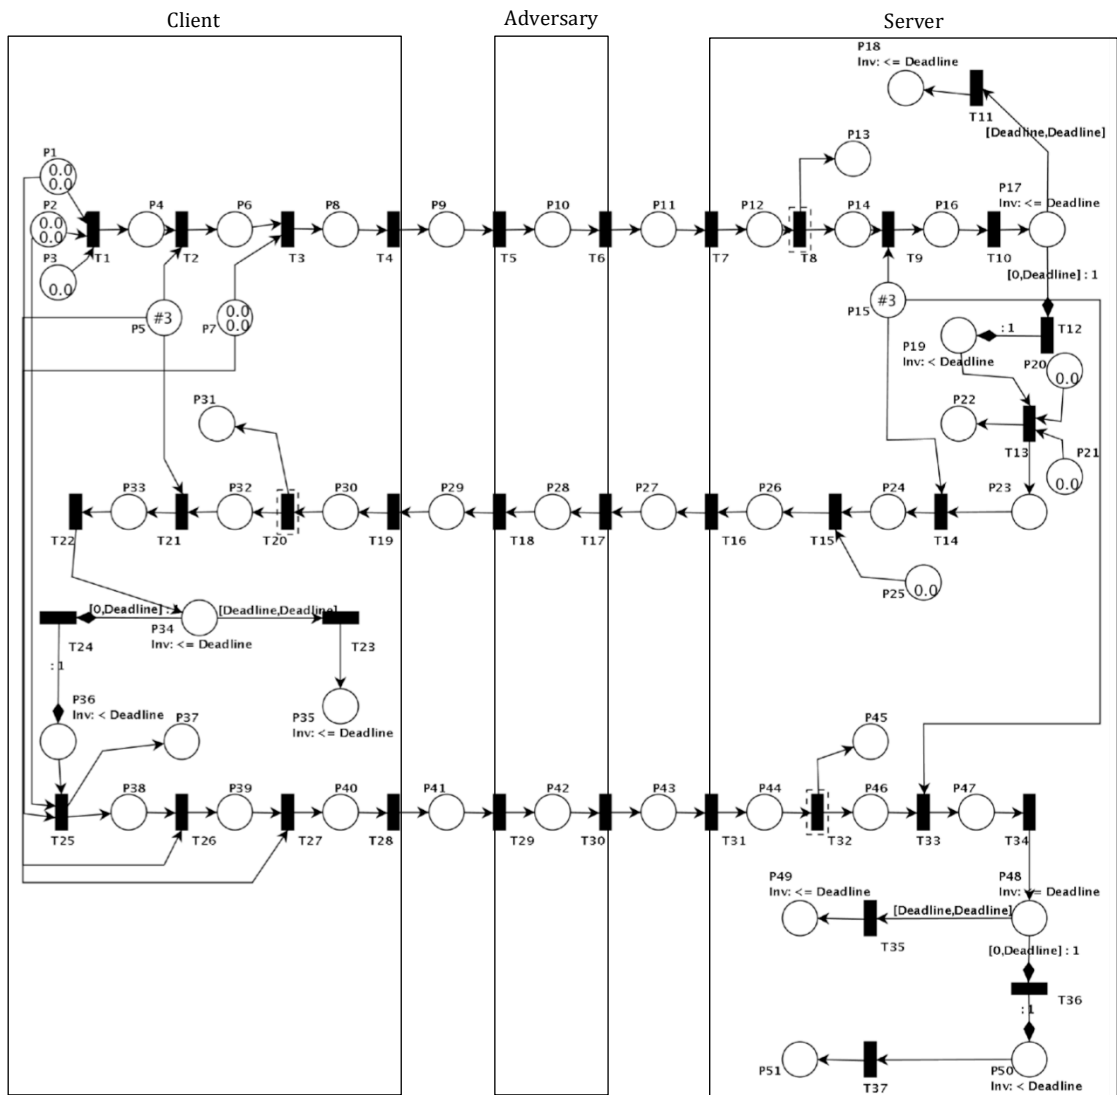 Client
Adversary
Server
P18
Inv: <= Deadline
T11
[Deadline,Deadline]
P13
P1
0.0
0.0
P2
0.0
0.0
P3
0.0
T1
P4
T2
P6
T3
P8
T4
P9
T5
P10
T6
P11
T7
P12
T8
P14
T9
P16
T10
P17
Inv: <= Deadline
[0,Deadline] : 1
P5
#3
P7
0.0
0.0
P15
#3
T12
: 1
P19
Inv: < Deadline
P20
0.0
P22
T13
P21
0.0
P31
T22
P33
T21
P32
T20
P30
T19
P29
T18
P28
T17
P27
T16
P26
T15
P24
T14
P23
P25
0.0
[0,Deadline] :
[Deadline,Deadline]
T24
P34
Inv: <= Deadline
T23
: 1
P36
Inv: < Deadline
P37
P35
Inv: <= Deadline
P45
T25
P38
T26
P39
T27
P40
T28
P41
T29
P42
T30
P43
T31
P44
T32
P46
T33
P47
T34
P49
Inv: <= Deadline
P48
Inv: <= Deadline
[Deadline,Deadline]
T35
[0,Deadline] : 1
T36
: 1
P51
T37
P50
Inv: < Deadline